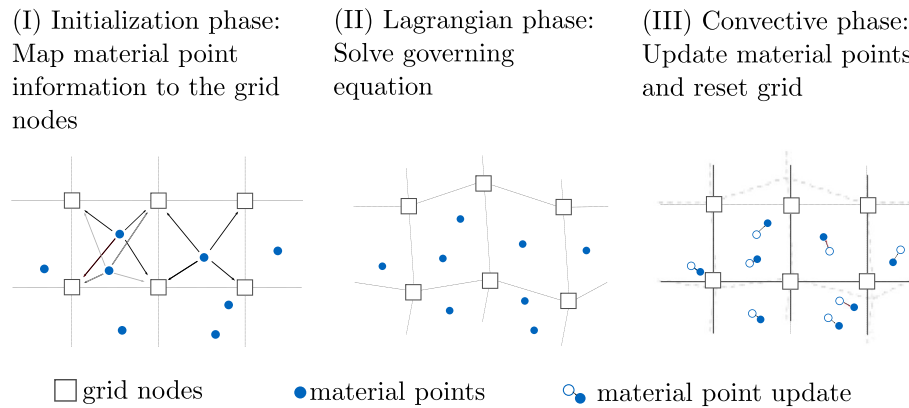 (I) Initialization phase:
Map material point
information to the grid
nodes
(II) Lagrangian phase:
Solve governing
equation
(III) Convective phase:
Update material points
and reset grid
grid nodes
material points
material point update